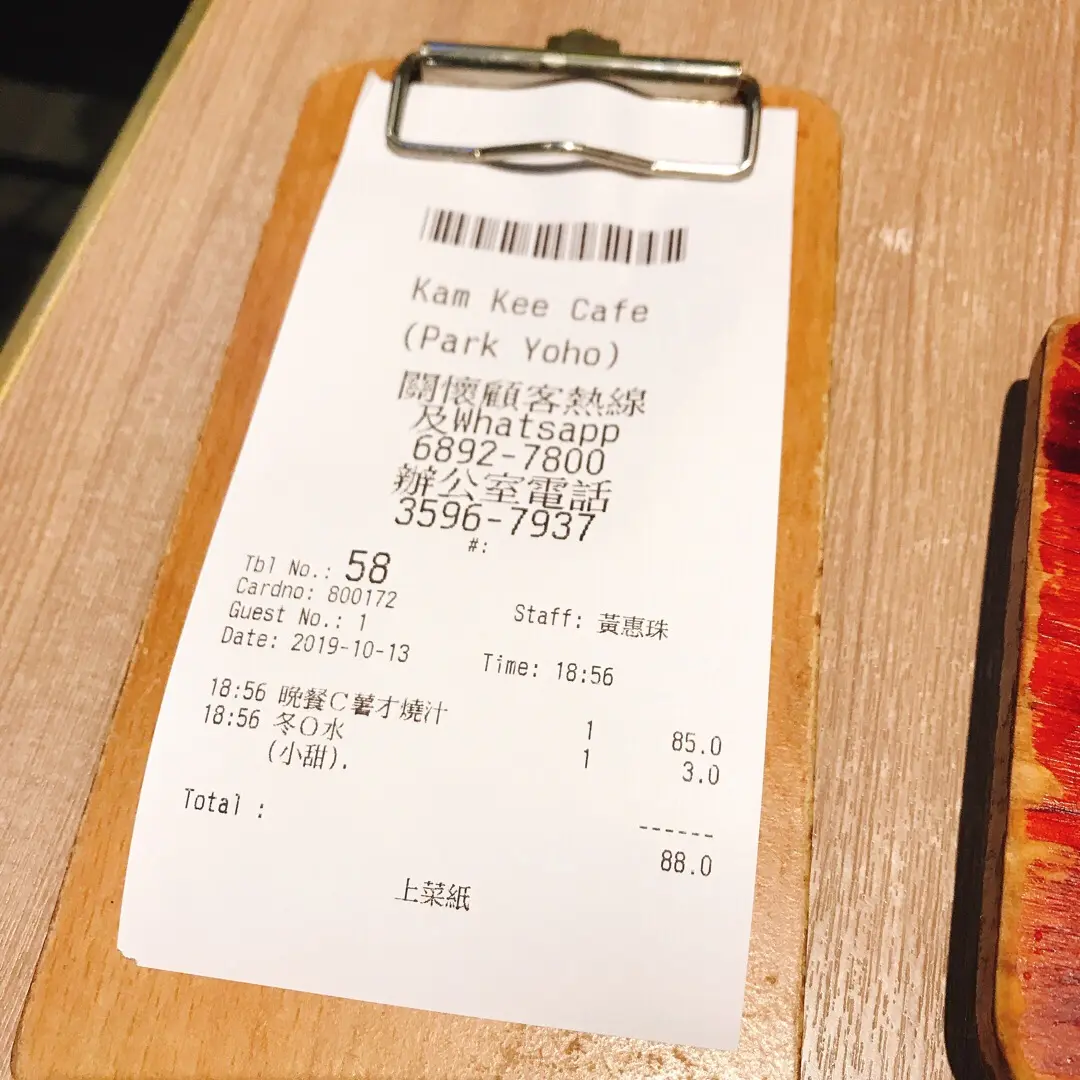 Kam Kee Cafe
(Park Yoho)
關懷顧客熱線
及Whatsapp
6892-7800
辦公室電話
3596-7937
#:
Tbl No.: 58
Cardno: 800172
Guest No.: 1 Staff: 黃惠珠
Date: 2019-10-13 Time: 18:56
18:56 晚餐C薯才燒汁 1 85.0
18:56 冬O水 1 3.0
(小甜).
Total :
------
88.0
上菜紙